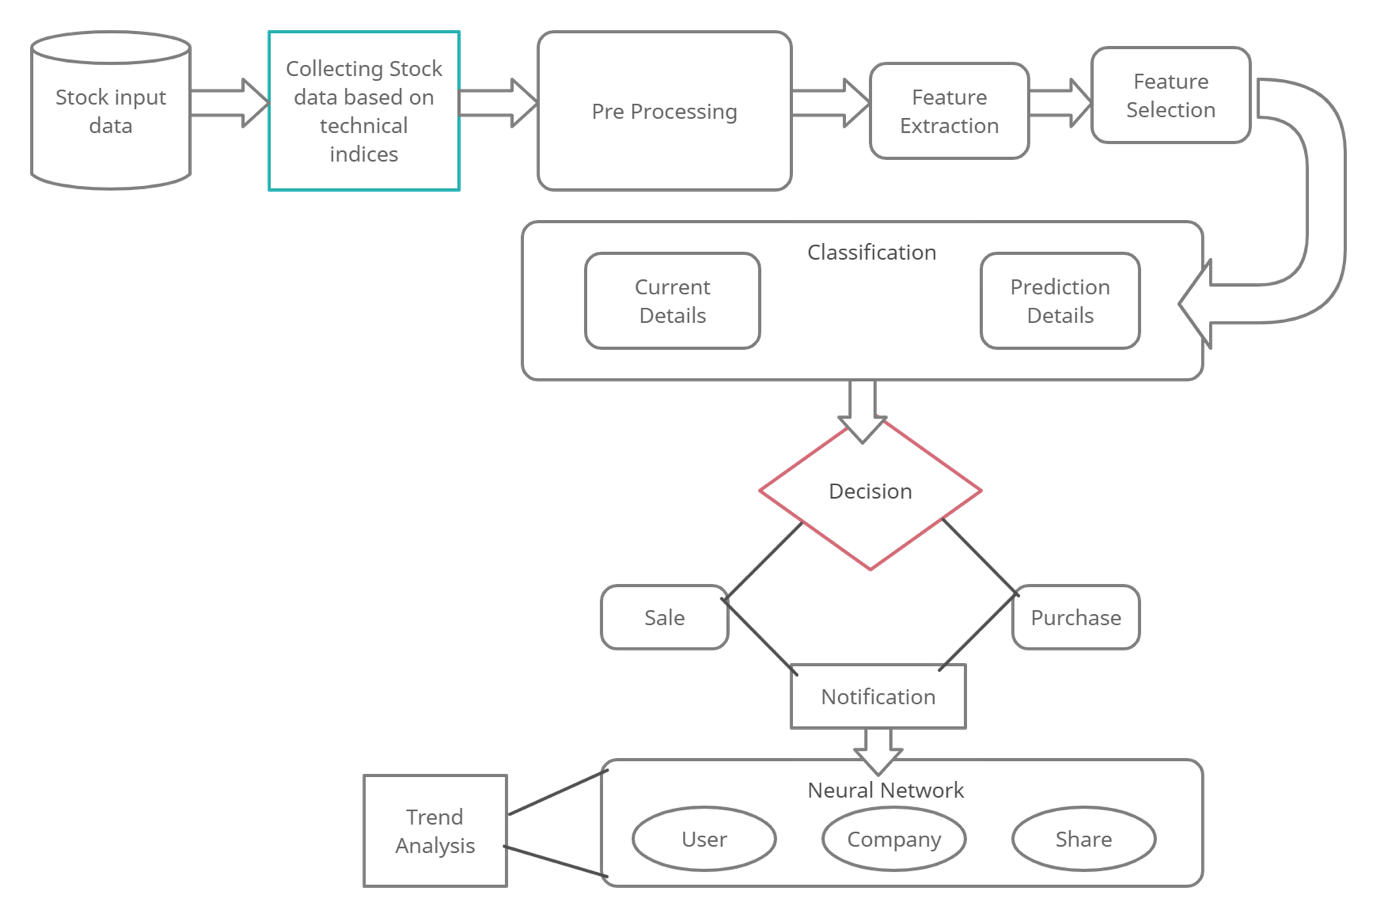 Stock input
data
Collecting Stock
data based on
technical
indices
Pre Processing
Feature
Extraction
Feature
Selection
Classification
Current
Details
Prediction
Details
Decision
Sale
Purchase
Notification
Neural Network
Trend
Analysis
User
Company
Share